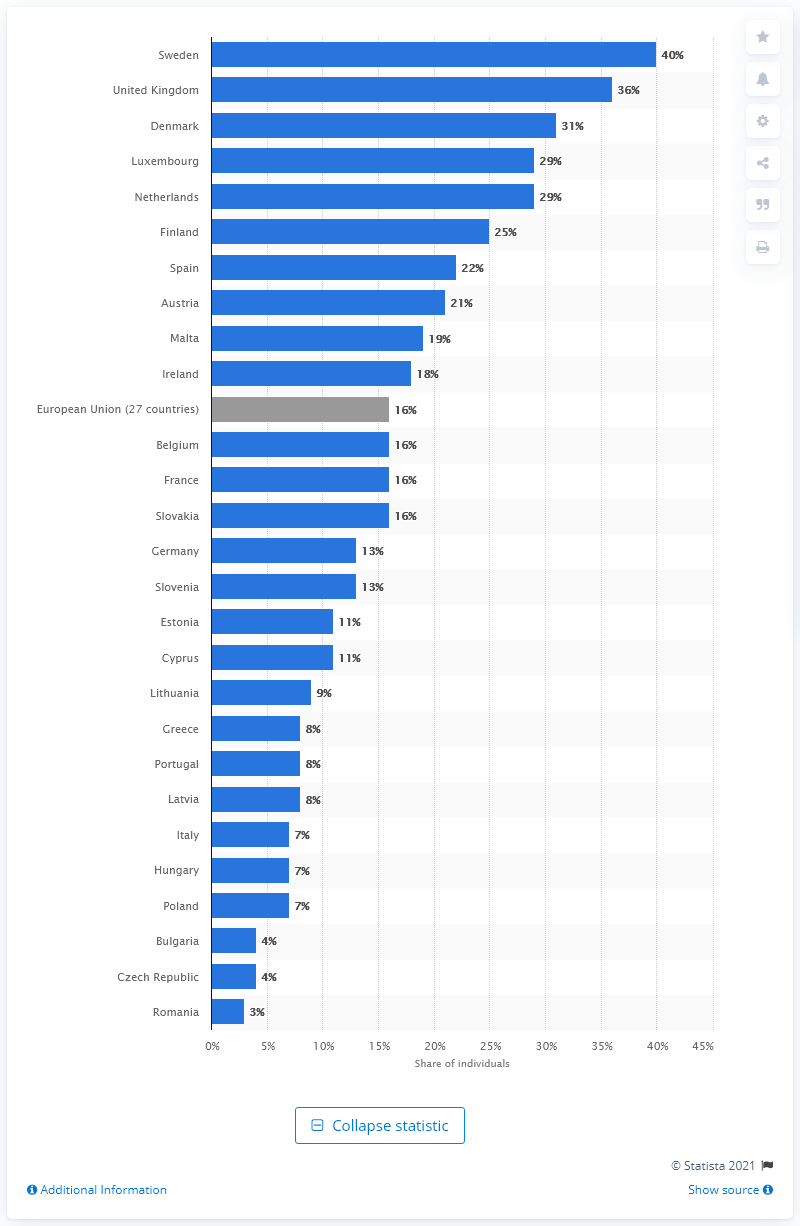 Sweden 40%
United Kingdom 36%
Denmark 31%
Luxembourg 29%
Netherlands 29%
Finland 25%
Spain 22%
Austria 21%
Malta 19%
Ireland 18%
European Union (27 countries) 16%
Belgium 16%
France 16%
Slovakia 16%
Germany 13%
Slovenia 13%
Estonia 11%
Cyprus 11%
Lithuania 9%
Greece 8%
Portugal 8%
Latvia 8%
Italy 7%
Hungary 7%
Poland 7%
Bulgaria 4%
Czech Republic 4%
Romania 3%
0% 5% 10% 15% 20% 25% 30% 35% 40% 45%
Share of individuals
Collapse statistic
© Statista 2021
Additional Information Show source